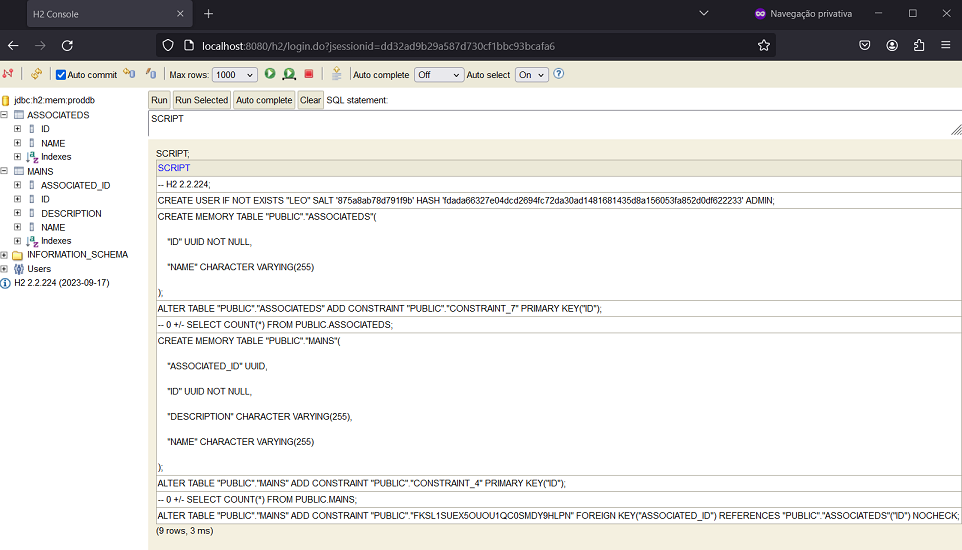 H2 Console
Navegação privativa
localhost:8080/h2/login.do?jsessionid=dd32ad9b29a587d730cf1bbc93bcafa6
Auto commit
Max rows:
1000
Auto complete
Off
Auto select
On
jdbc:h2:mem:proddb
ASSOCIATEDS
ID
NAME
Indexes
MAINS
ASSOCIATED_ID
ID
DESCRIPTION
NAME
Indexes
INFORMATION_SCHEMA
Users
H2 2.2.224 (2023-09-17)
Run
Run Selected
Auto complete
Clear
SQL statement:
SCRIPT
SCRIPT;
SCRIPT
-- H2 2.2.224;
CREATE USER IF NOT EXISTS "LEO" SALT '875a8ab78d791f9b' HASH 'fdada66327e04dcd2694fc72da30ad1481681435d8a156053fa852d0df622233' ADMIN;
CREATE MEMORY TABLE "PUBLIC"."ASSOCIATEDS"(
"ID" UUID NOT NULL,
"NAME" CHARACTER VARYING(255)
);
ALTER TABLE "PUBLIC"."ASSOCIATEDS" ADD CONSTRAINT "PUBLIC"."CONSTRAINT_7" PRIMARY KEY("ID");
-- 0 +/- SELECT COUNT(*) FROM PUBLIC.ASSOCIATEDS;
CREATE MEMORY TABLE "PUBLIC"."MAINS"(
"ASSOCIATED_ID" UUID,
"ID" UUID NOT NULL,
"DESCRIPTION" CHARACTER VARYING(255),
"NAME" CHARACTER VARYING(255)
);
ALTER TABLE "PUBLIC"."MAINS" ADD CONSTRAINT "PUBLIC"."CONSTRAINT_4" PRIMARY KEY("ID");
-- 0 +/- SELECT COUNT(*) FROM PUBLIC.MAINS;
ALTER TABLE "PUBLIC"."MAINS" ADD CONSTRAINT "PUBLIC"."FKSL1SUEX5OUOU1QC0SMDY9HLPN" FOREIGN KEY("ASSOCIATED_ID") REFERENCES "PUBLIC"."ASSOCIATEDS"("ID") NOCHECK;
(9 rows, 3 ms)